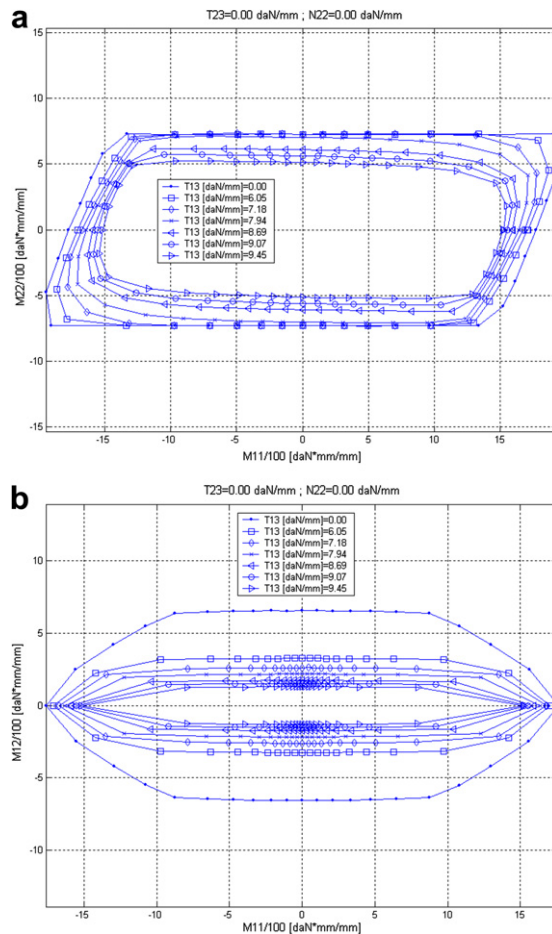 a
T23=0.00 daN/mm ; N22=0.00 daN/mm
15
10
5
0
-5
-10
-15
M22/100 [daN*mm/mm]
T13 [daN/mm]=0.00
T13 [daN/mm]=6.05
T13 [daN/mm]=7.18
T13 [daN/mm]=7.94
T13 [daN/mm]=8.69
T13 [daN/mm]=9.07
T13 [daN/mm]=9.45
-15 -10 -5 0 5 10 15
M11/100 [daN*mm/mm]
b
T23=0.00 daN/mm ; N22=0.00 daN/mm
10
5
0
-5
-10
M12/100 [daN*mm/mm]
T13 [daN/mm]=0.00
T13 [daN/mm]=6.05
T13 [daN/mm]=7.18
T13 [daN/mm]=7.94
T13 [daN/mm]=8.69
T13 [daN/mm]=9.07
T13 [daN/mm]=9.45
-15 -10 -5 0 5 10 15
M11/100 [daN*mm/mm]